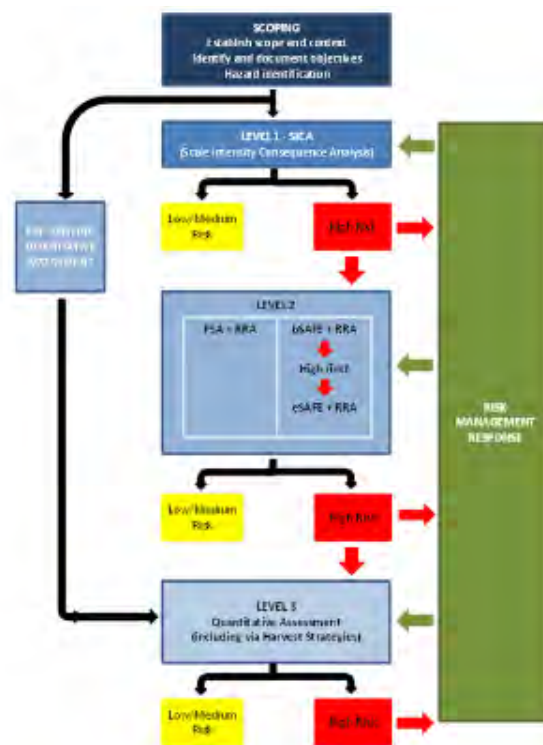 SCOPING
Establish scope and context
Identify and document objectives
Hazard identification
LEVEL 1 - SICA
(Scale Intensity Consequence Analysis)
Low/Medium
Risk
High Risk
QUANTITATIVE
ASSESSMENT
LEVEL 2
PSA + RRA
bSAFE + RRA
High Risk
eSAFE + RRA
RISK
MANAGEMENT
RESPONSE
Low/Medium
Risk
High Risk
LEVEL 3
Quantitative Assessment
(including via Harvest Strategies)
Low/Medium
Risk
High Risk